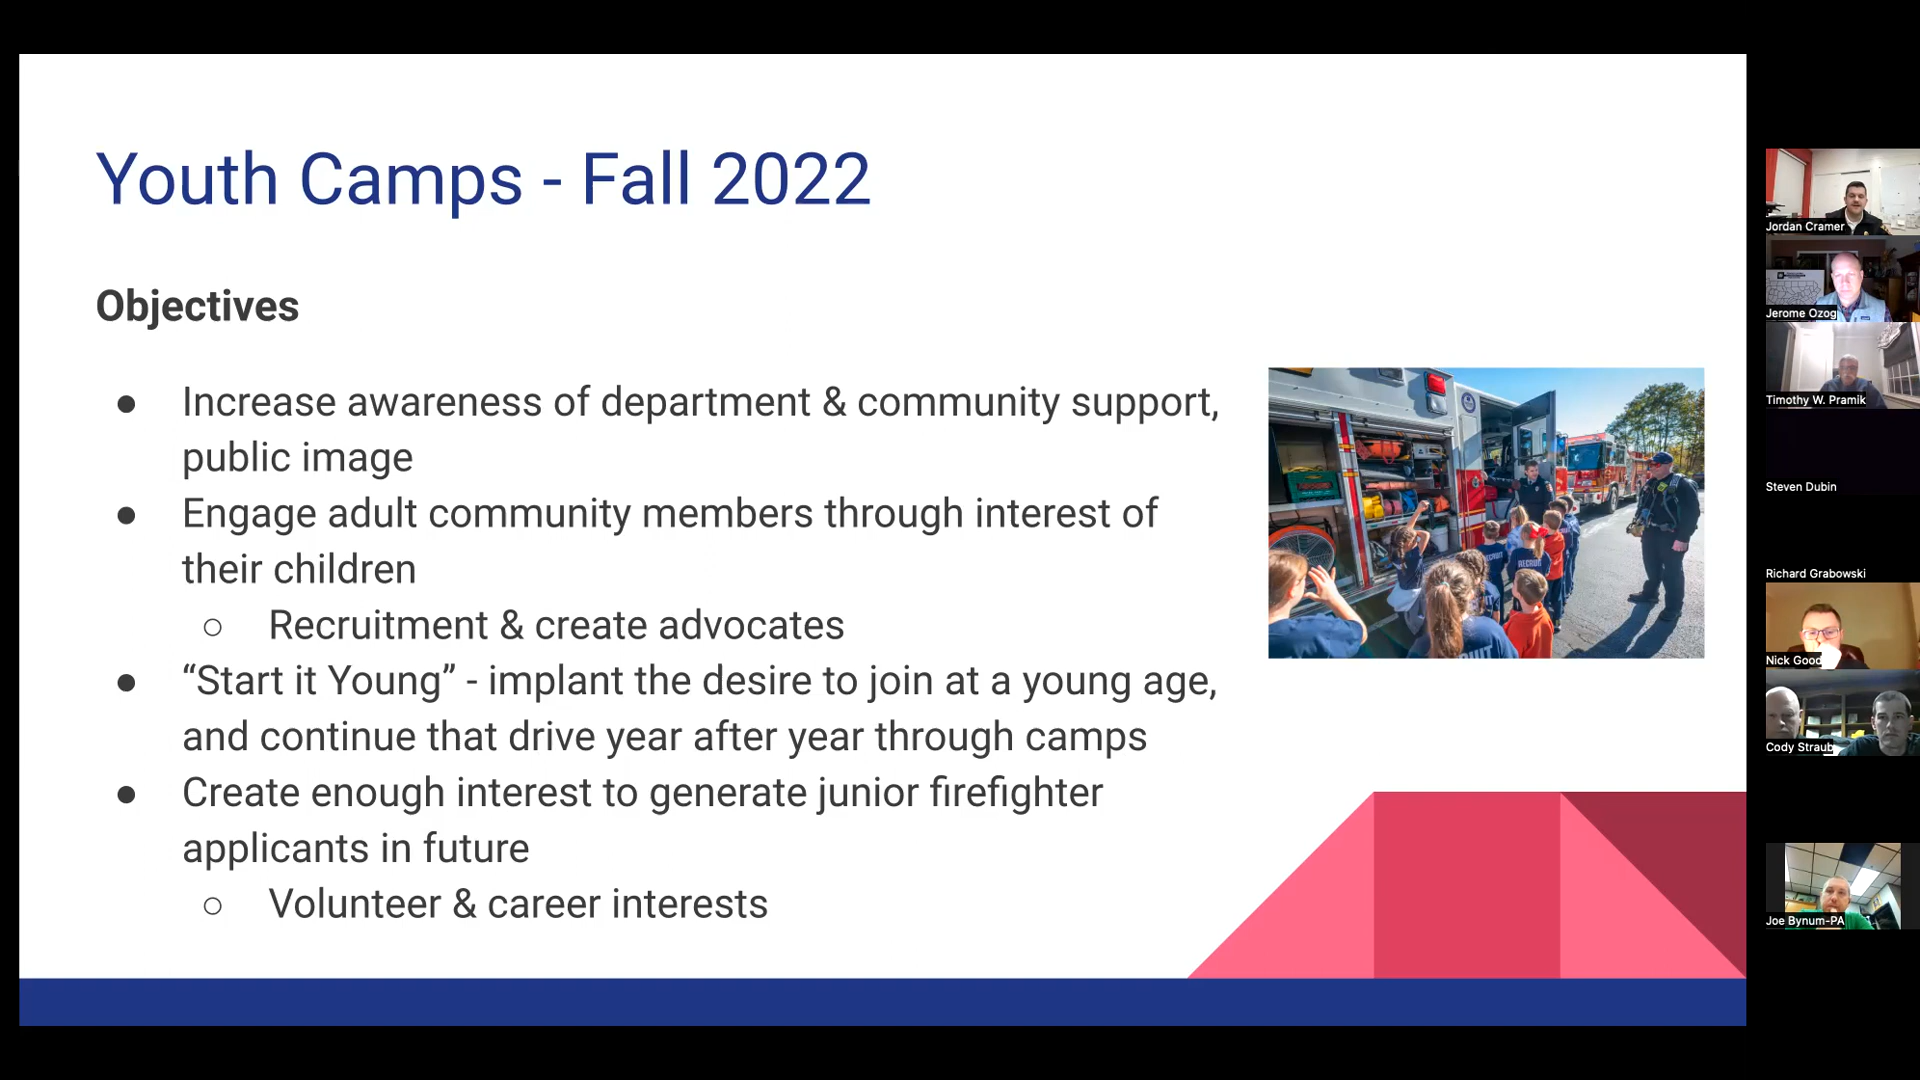 Youth Camps - Fall 2022
Objectives
● Increase awareness of department & community support,
public image
● Engage adult community members through interest of
their children
○ Recruitment & create advocates
● “Start it Young” - implant the desire to join at a young age,
and continue that drive year after year through camps
● Create enough interest to generate junior firefighter
applicants in future
○ Volunteer & career interests
RECRUIT
RECRUIT
Jordan Cramer
Jerome Ozog
Timothy W. Pramik
Steven Dubin
Richard Grabowski
Nick Good
Cody Straub
Joe Bynum-PA